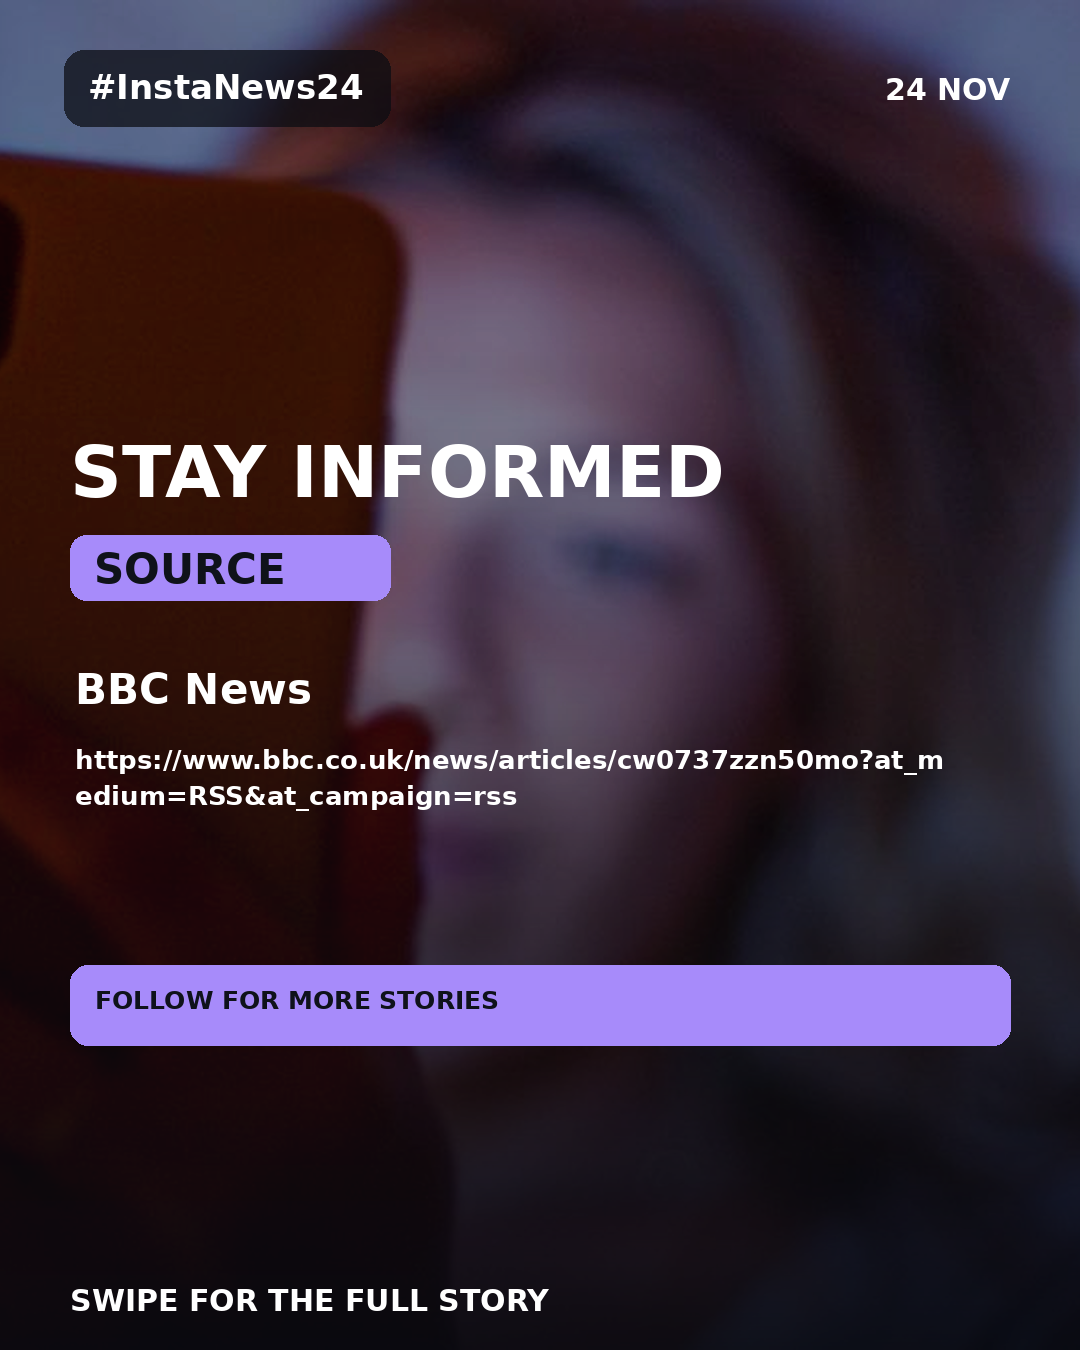 #InstaNews24
24 NOV
STAY INFORMED
SOURCE
BBC News
https://www.bbc.co.uk/news/articles/cw0737zzn50mo?at_m
edium=RSS&at_campaign=rss
FOLLOW FOR MORE STORIES
SWIPE FOR THE FULL STORY